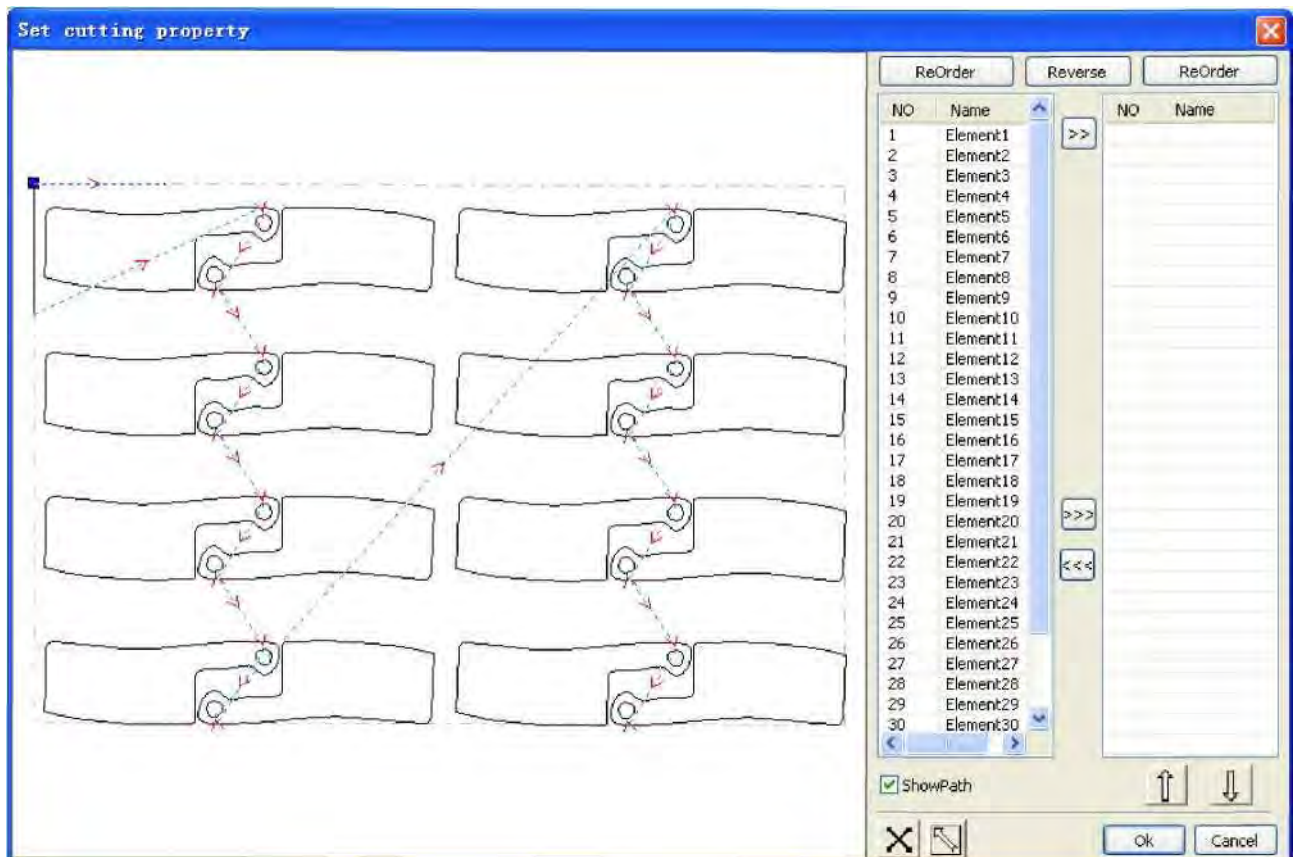 Set cutting property
ReOrder Reverse ReOrder
NO Name NO Name
>>
1 Element1
2 Element2
3 Element3
4 Element4
5 Element5
6 Element6
7 Element7
8 Element8
9 Element9
10 Element10
11 Element11
12 Element12
13 Element13
14 Element14
15 Element15
16 Element16
17 Element17
18 Element18
19 Element19
20 Element20
21 Element21
22 Element22
23 Element23
24 Element24
25 Element25
26 Element26
27 Element27
28 Element28
29 Element29
30 Element30
>>>
<<<
ShowPath
Ok Cancel